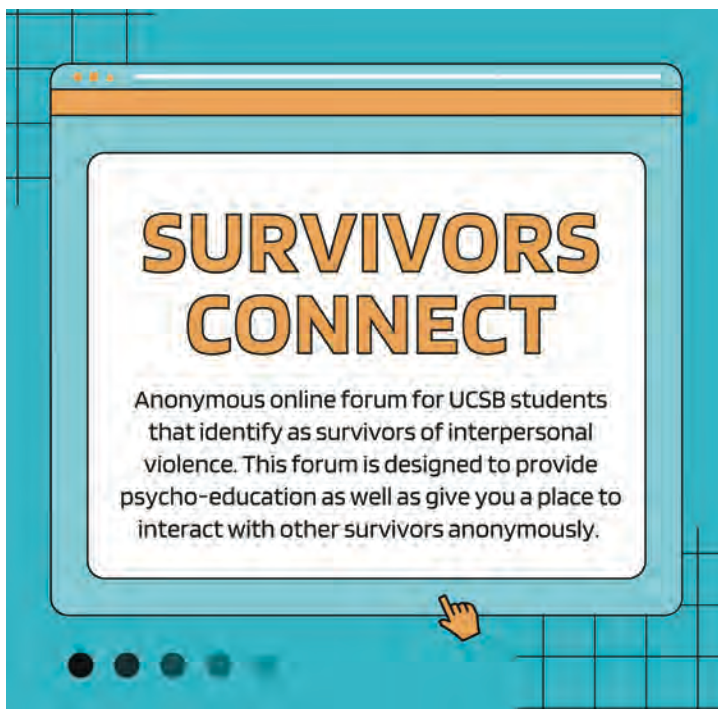 SURVIVORS
CONNECT
Anonymous online forum for UCSB students
that identify as survivors of interpersonal
violence. This forum is designed to provide
psycho-education as well as give you a place to
interact with other survivors anonymously.